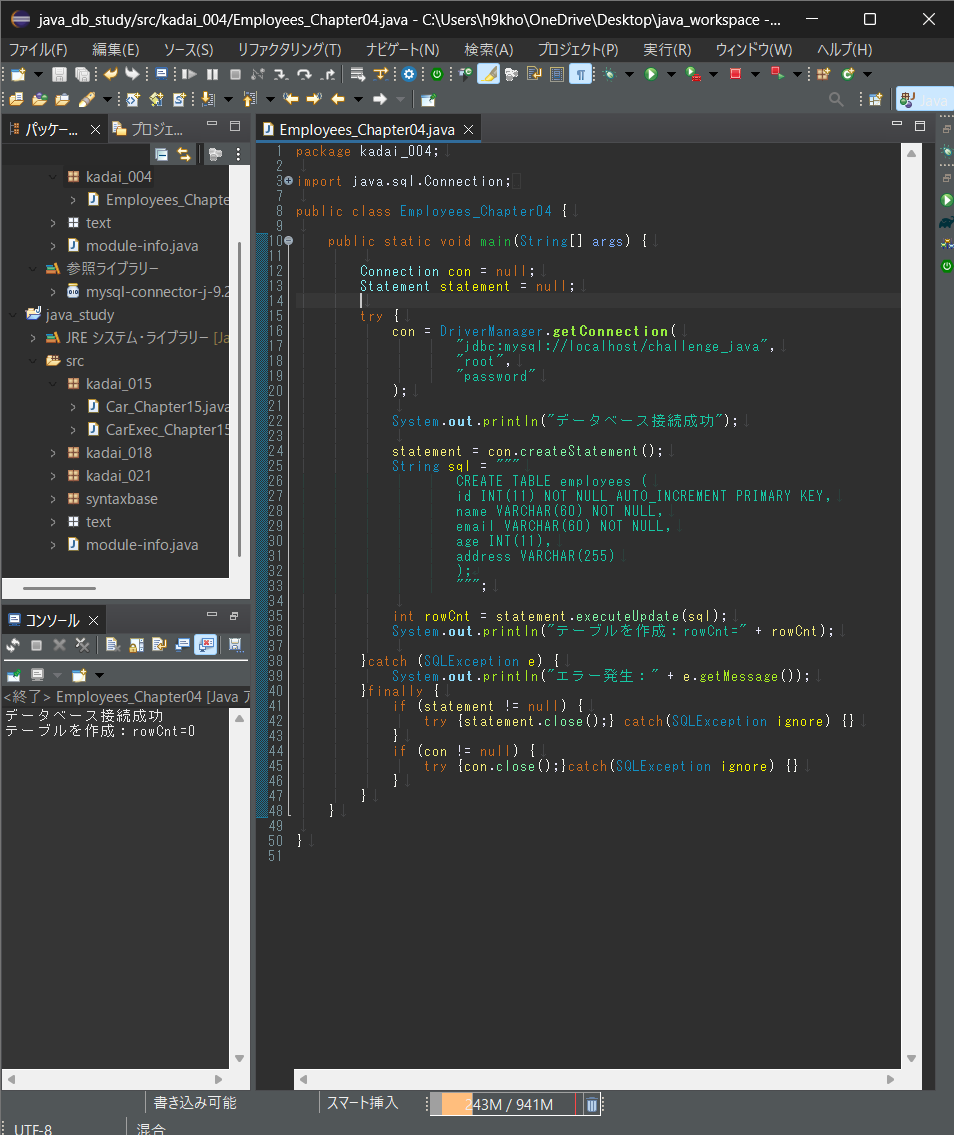 java_db_study/src/kadai_004/Employees_Chapter04.java - C:\Users\h9kho\OneDrive\Desktop\java_workspace -...
ファイル(F) 編集(E) ソース(S) リファクタリング(T) ナビゲート(N) 検索(A) プロジェクト(P) 実行(R) ウィンドウ(W) ヘルプ(H)
Java
パッケー... プロジェ...
kadai_004
Employees_Chapte
text
module-info.java
参照ライブラリー
mysql-connector-j-9.2
java_study
JRE システム・ライブラリー [Ja
src
kadai_015
Car_Chapter15.java
CarExec_Chapter15
kadai_018
kadai_021
syntaxbase
text
module-info.java
コンソール
<終了> Employees_Chapter04 [Java ア
データベース接続成功
テーブルを作成：rowCnt=0
Employees_Chapter04.java
1 package kadai_004;
2
3 import java.sql.Connection;
7
8 public class Employees_Chapter04 {
9
10 public static void main(String[] args) {
11
12 Connection con = null;
13 Statement statement = null;
14
15 try {
16 con = DriverManager.getConnection(
17 "jdbc:mysql://localhost/challenge_java",
18 "root",
19 "password"
20 );
21
22 System.out.println("データベース接続成功");
23
24 statement = con.createStatement();
25 String sql = """
26 CREATE TABLE employees (
27 id INT(11) NOT NULL AUTO_INCREMENT PRIMARY KEY,
28 name VARCHAR(60) NOT NULL,
29 email VARCHAR(60) NOT NULL,
30 age INT(11),
31 address VARCHAR(255)
32 );
33 """;
34
35 int rowCnt = statement.executeUpdate(sql);
36 System.out.println("テーブルを作成：rowCnt=" + rowCnt);
37
38 }catch (SQLException e) {
39 System.out.println("エラー発生：" + e.getMessage());
40 }finally {
41 if (statement != null) {
42 try {statement.close();} catch(SQLException ignore) {}
43 }
44 if (con != null) {
45 try {con.close();}catch(SQLException ignore) {}
46 }
47 }
48 }
49
50 }
51
書き込み可能 スマート挿入 243M / 941M
UTF-8 混合